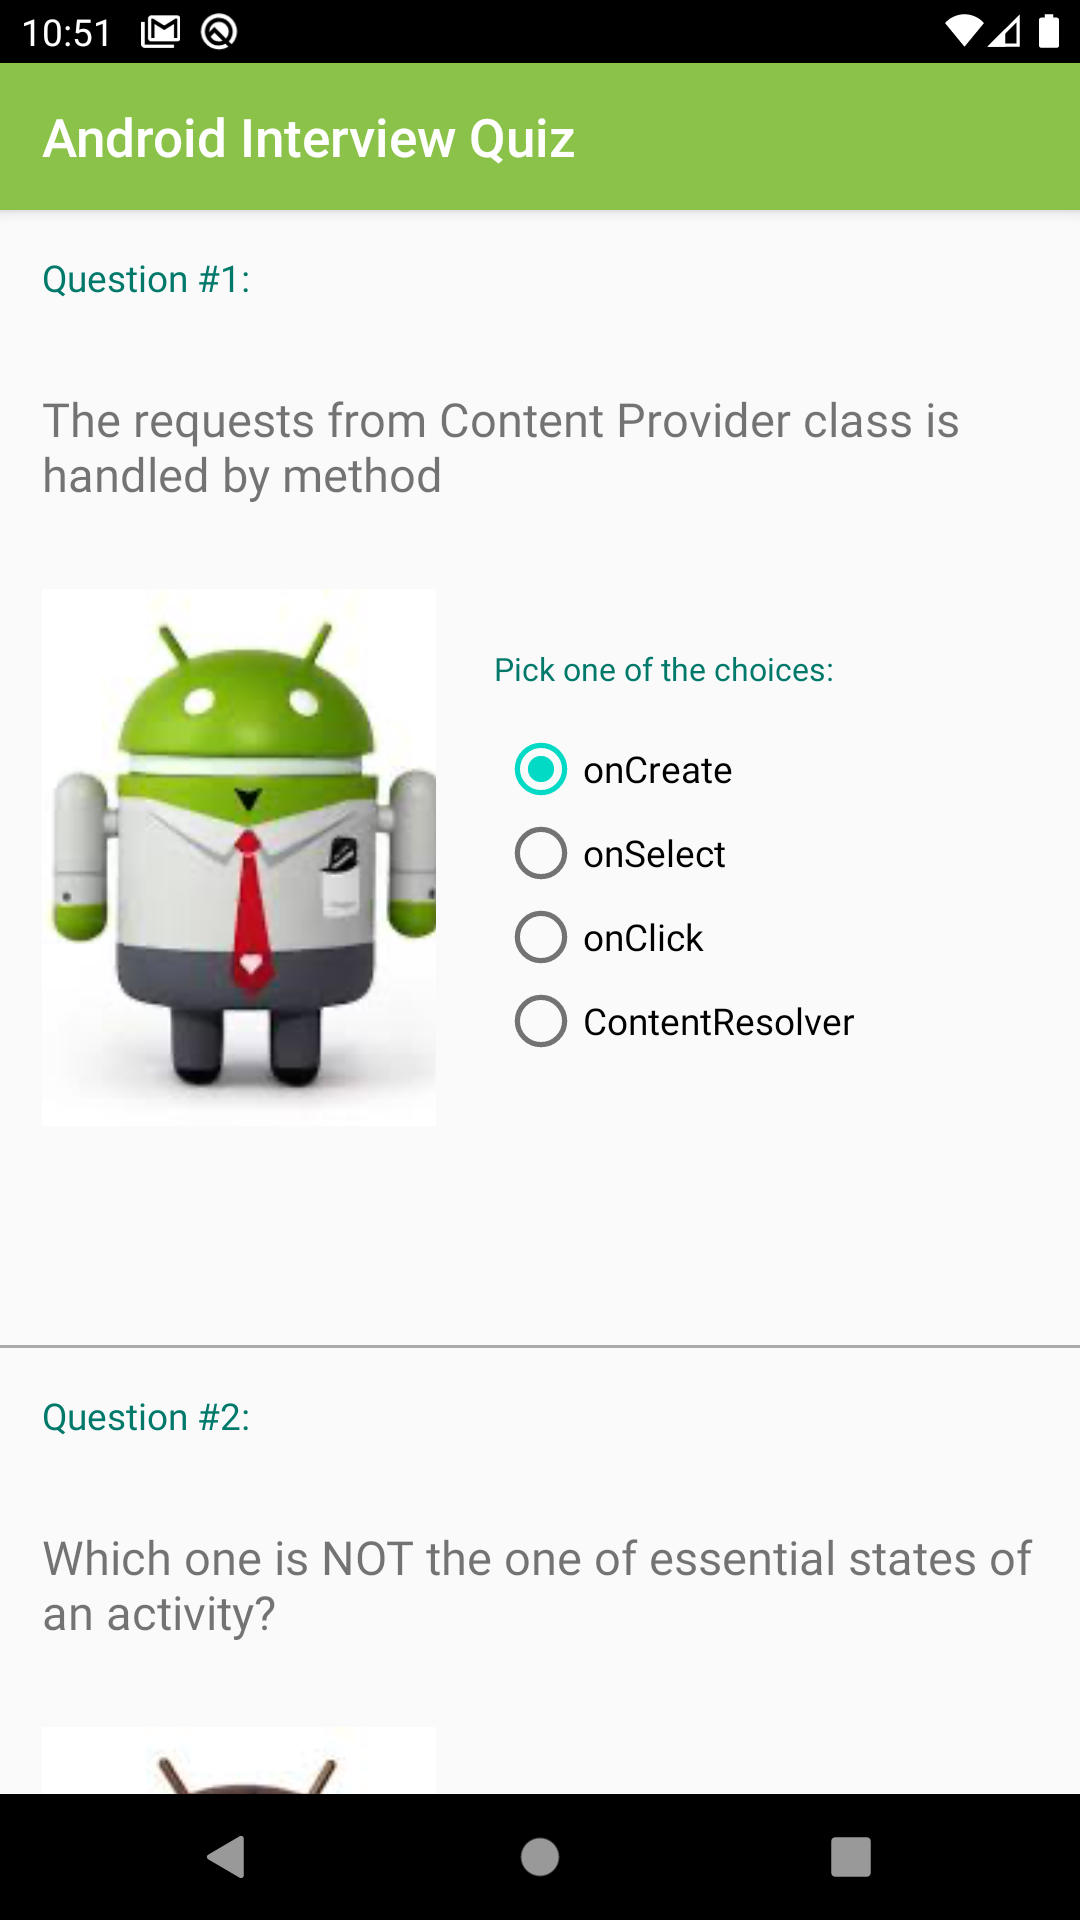 10:51
Android Interview Quiz
Question #1:
The requests from Content Provider class is
handled by method
Pick one of the choices:
onCreate
onSelect
onClick
ContentResolver
Question #2:
Which one is NOT the one of essential states of
an activity?